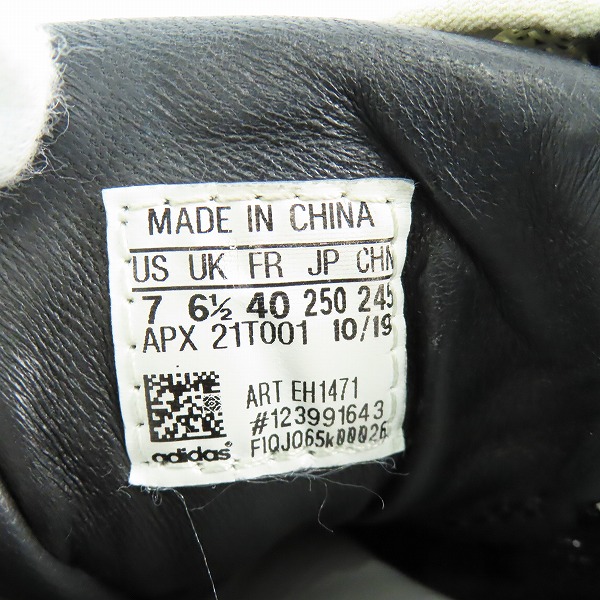 MADE IN CHINA
US UK FR JP CHN
7 6½ 40 250 245
APX 21T001 10/19
ART EH1471
#123991643
adidas